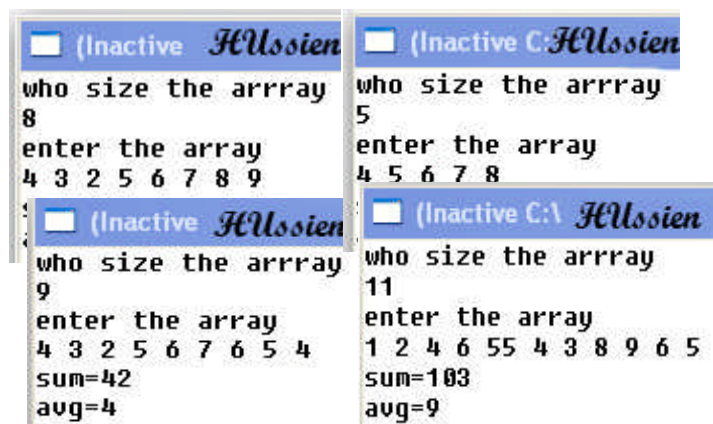 (Inactive HUssien
who size the arrray
8
enter the array
4 3 2 5 6 7 8 9
(Inactive C: HUssien
who size the arrray
5
enter the array
4 5 6 7 8
(Inactive HUssien
who size the arrray
9
enter the array
4 3 2 5 6 7 6 5 4
sum=42
avg=4
(Inactive C:\ HUssien
who size the arrray
11
enter the array
1 2 4 6 55 4 3 8 9 6 5
sum=103
avg=9